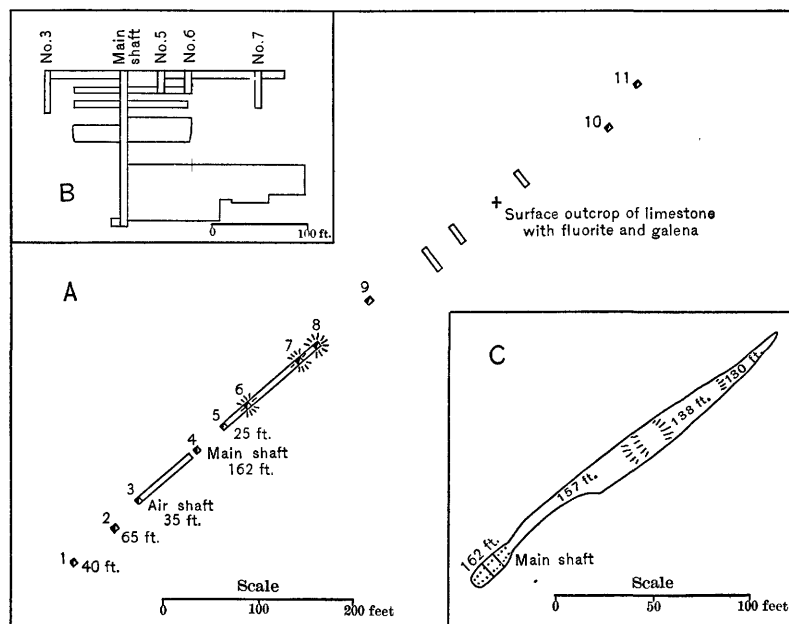 No.3
Main
shaft
No.5
No.6
No.7
B
0
100 ft.
11
10
Surface outcrop of limestone
with fluorite and galena
A
9
8
7
6
5
25 ft.
4
Main shaft
162 ft.
3
Air shaft
35 ft.
2
65 ft.
1
40 ft.
Scale
0 100 200 feet
C
130 ft.
138 ft.
157 ft.
162 ft.
Main shaft
Scale
0 50 100 feet